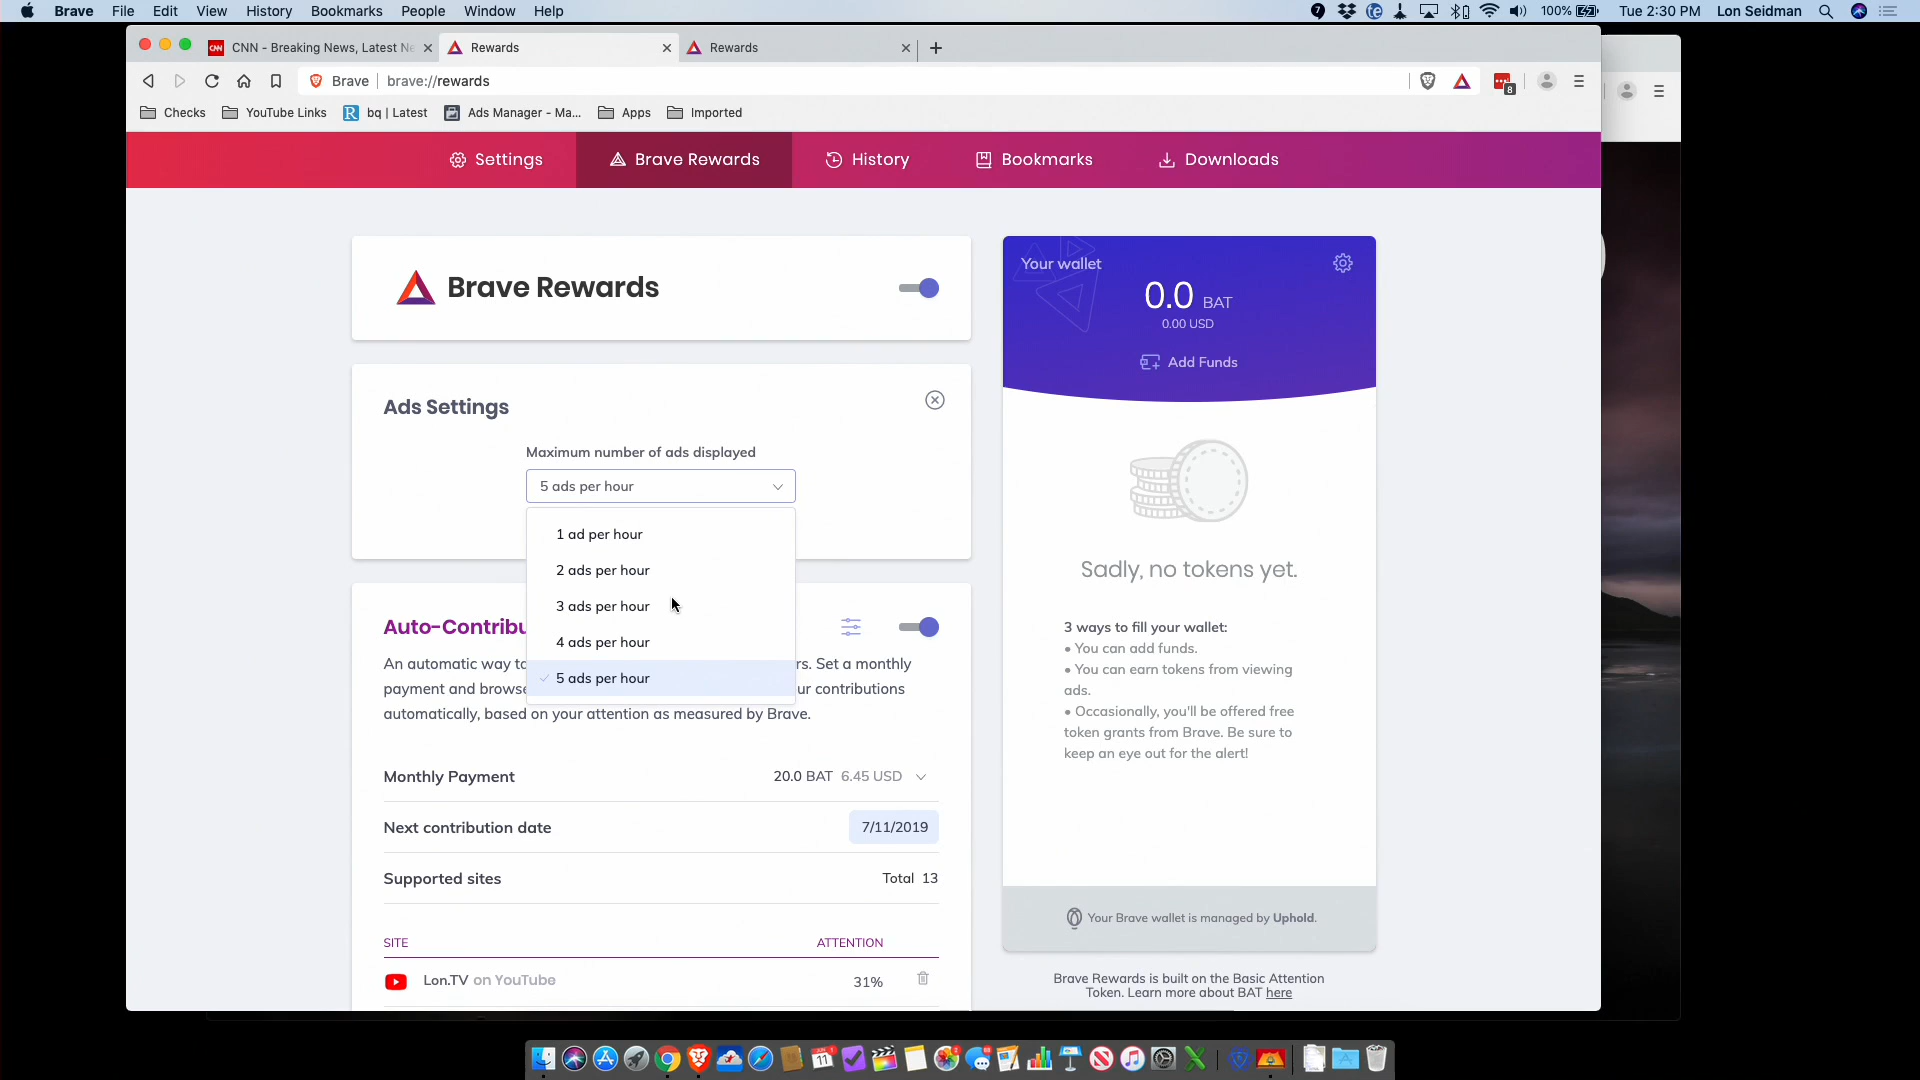 Brave File Edit View History Bookmarks People Window Help
7 100% Tue 2:30 PM Lon Seidman
CNN - Breaking News, Latest Ne Rewards Rewards
Brave brave://rewards 8
Checks YouTube Links bq | Latest Ads Manager - Ma... Apps Imported
Settings Brave Rewards History Bookmarks Downloads
Brave Rewards
Ads Settings
Maximum number of ads displayed
5 ads per hour
1 ad per hour
2 ads per hour
3 ads per hour
4 ads per hour
5 ads per hour
Auto-Contribu
An automatic way to rs. Set a monthly
payment and browse ur contributions
automatically, based on your attention as measured by Brave.
Monthly Payment 20.0 BAT 6.45 USD
Next contribution date 7/11/2019
Supported sites Total 13
SITE ATTENTION
Lon.TV on YouTube 31%
Your wallet
0.0 BAT
0.00 USD
Add Funds
Sadly, no tokens yet.
3 ways to fill your wallet:
• You can add funds.
• You can earn tokens from viewing
ads.
• Occasionally, you'll be offered free
token grants from Brave. Be sure to
keep an eye out for the alert!
Your Brave wallet is managed by Uphold.
Brave Rewards is built on the Basic Attention
Token. Learn more about BAT here
11